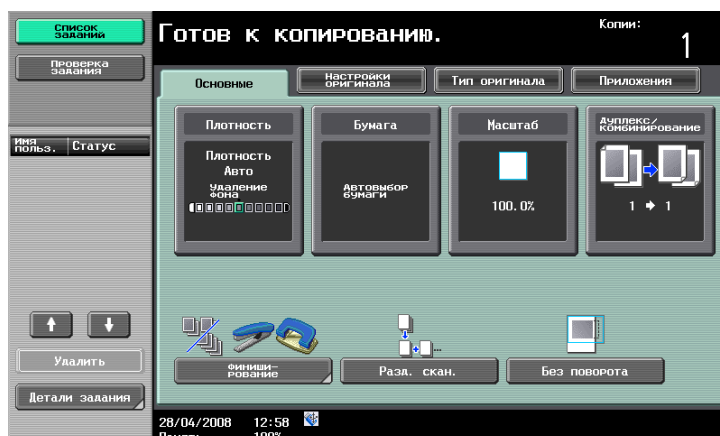 Список
задания
Проверка
задания
Имя
польз.
Статус
Удалить
Детали задания
Готов к копированию.
Копии:
1
Основные
Настройки
оригинала
Тип оригинала
Приложения
Плотность
Плотность
Авто
Удаление
фона
Бумага
Автовыбор
бумаги
Масштаб
100.0%
Дуплекс/
комбинирование
1 → 1
Финиши-
рование
Разд. скан.
Без поворота
28/04/2008 12:58
Память 100%